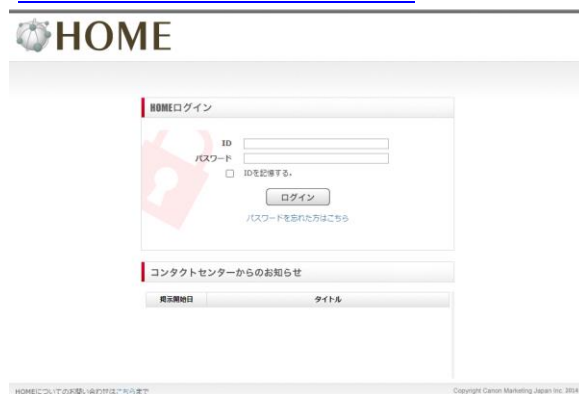 HOME
HOMEログイン
ID
パスワード
IDを記憶する。
ログイン
パスワードを忘れた方はこちら
コンタクトセンターからのお知らせ
掲示開始日 タイトル
HOMEについてのお問い合わせはこちらまで
Copyright Canon Marketing Japan Inc. 2014